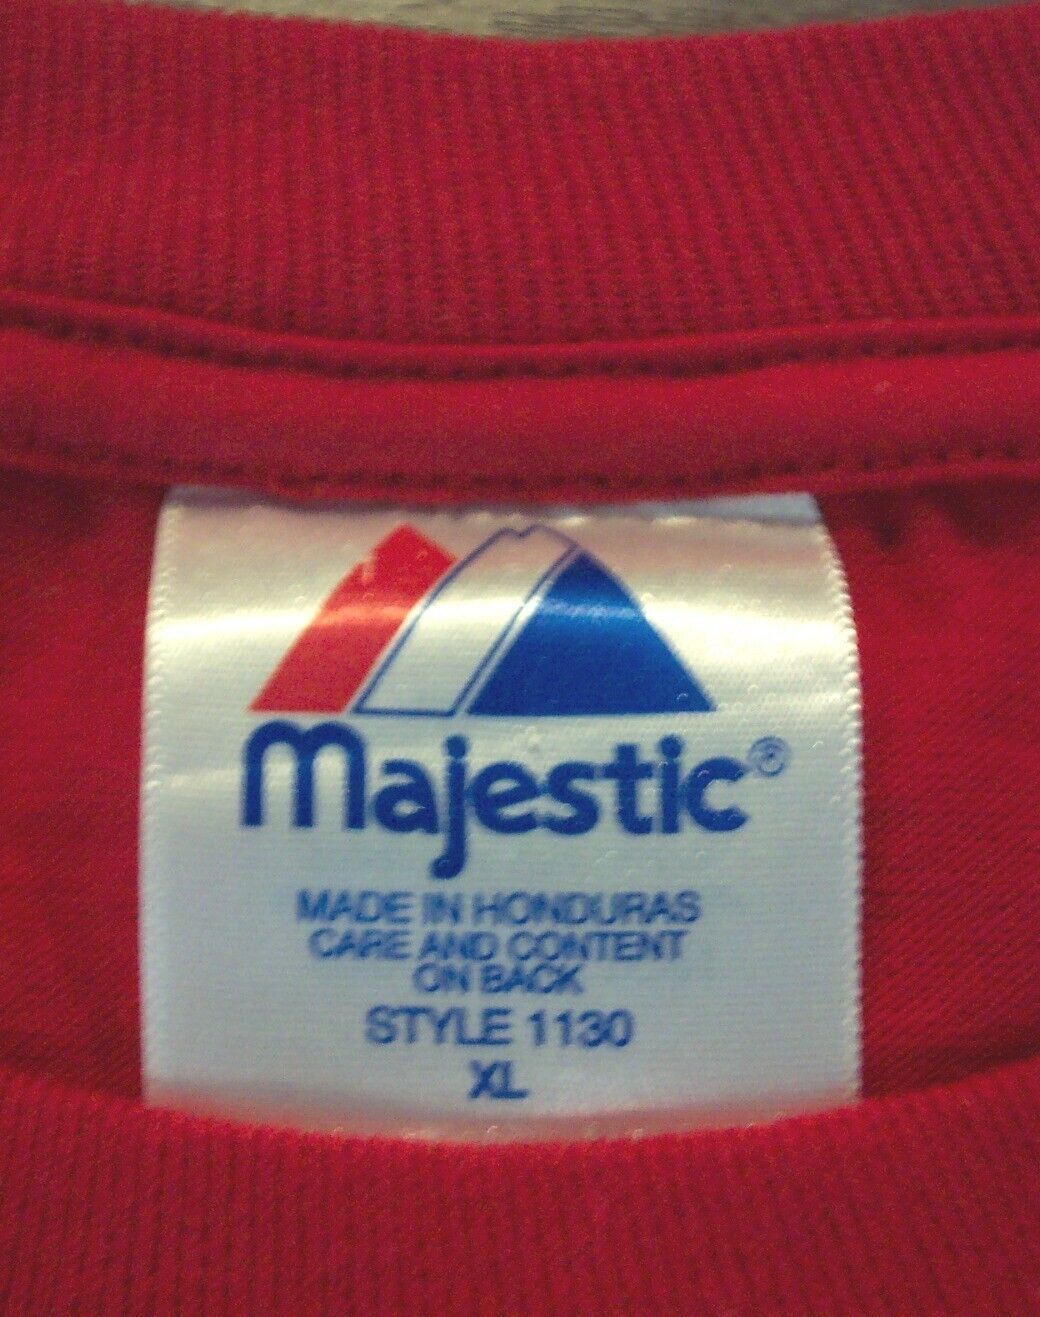 Majestic®
MADE IN HONDURAS
CARE AND CONTENT
ON BACK
STYLE 1130
XL